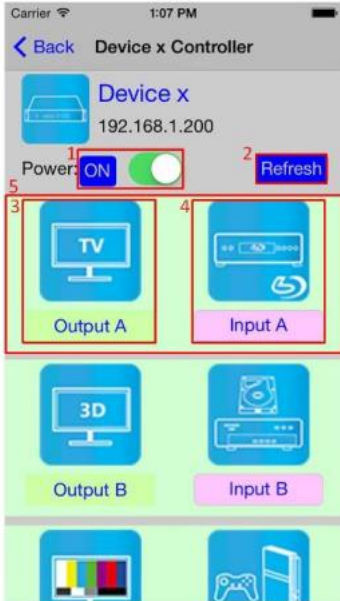 Carrier 1:07 PM
Back Device x Controller
Device x
192.168.1.200
1 2
Power: ON Refresh
5
3 4
TV
Output A Input A
3D
Output B Input B